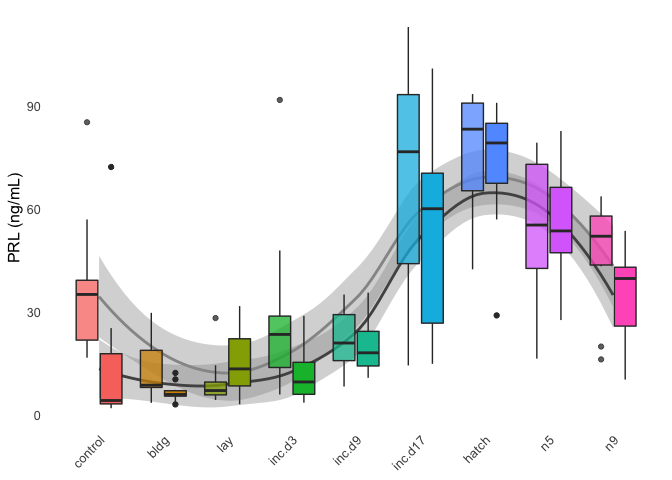 PRL (ng/mL)
90
60
30
0
control
bldg
lay
inc.d3
inc.d9
inc.d17
hatch
n5
n9